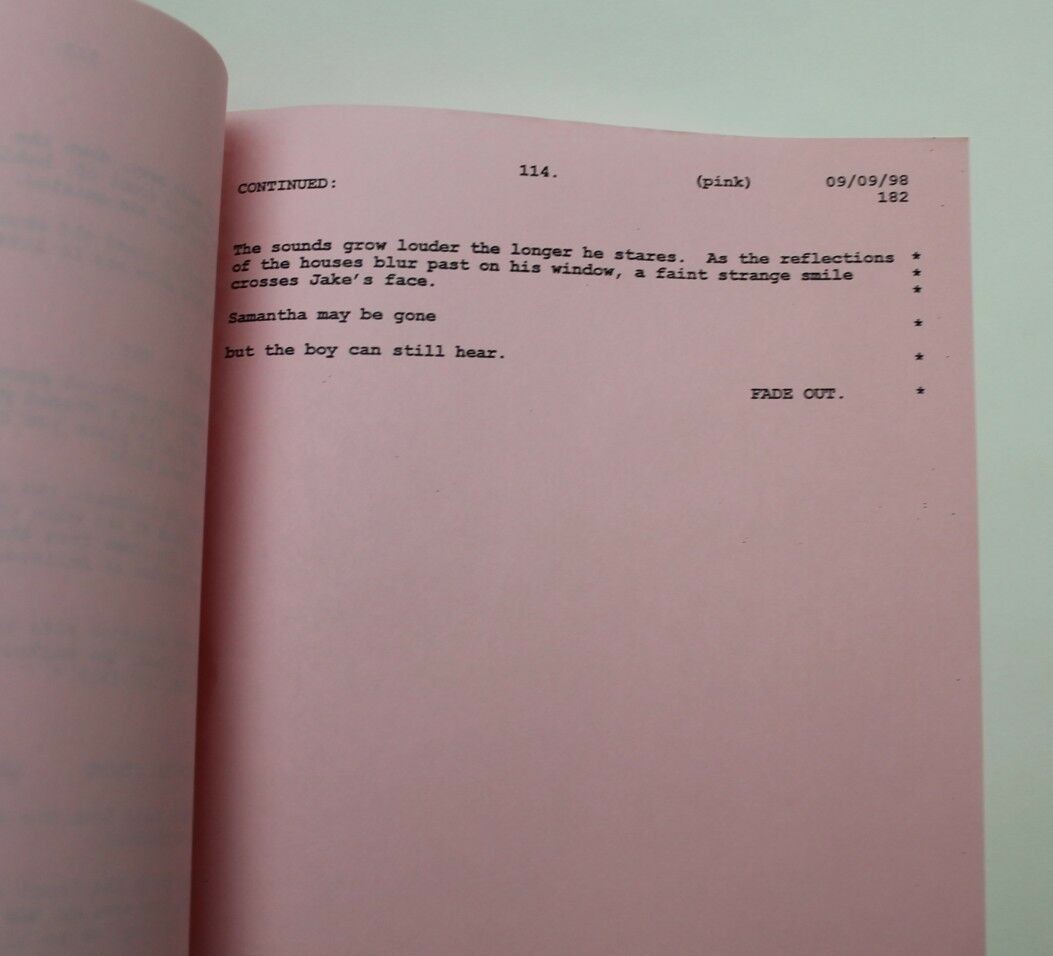 114.
CONTINUED: (pink) 09/09/98
182
The sounds grow louder the longer he stares. As the reflections *
of the houses blur past on his window, a faint strange smile *
crosses Jake's face. *
Samantha may be gone *
but the boy can still hear. *
FADE OUT. *